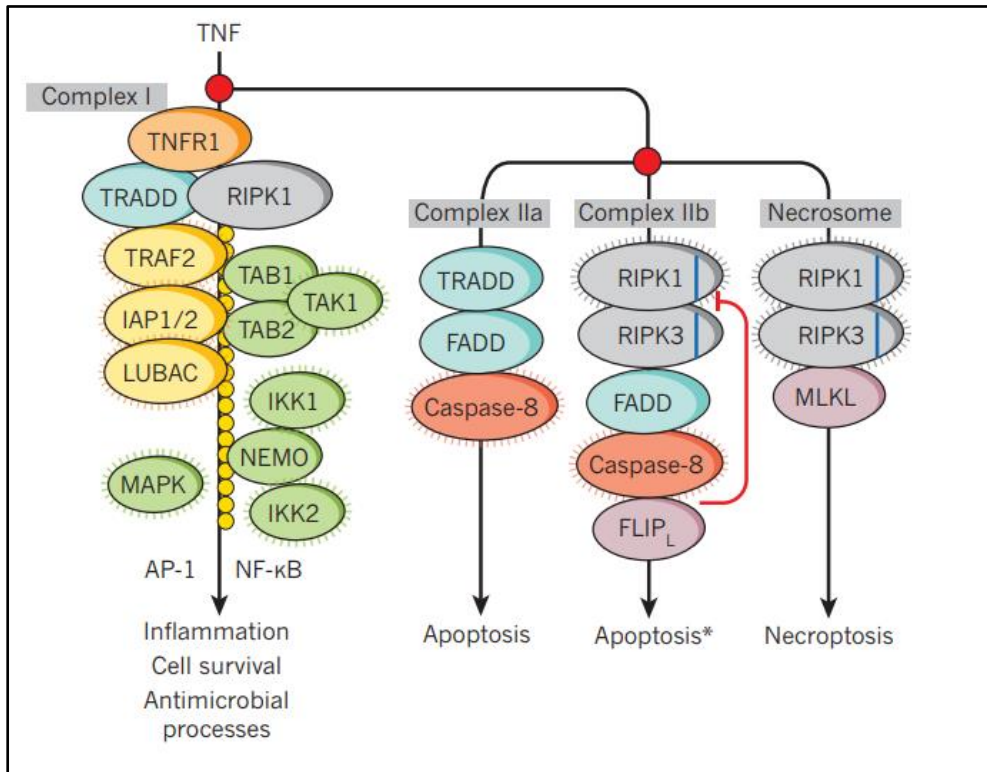 TNF
Complex I
TNFR1
TRADD
RIPK1
TRAF2
TAB1
TAK1
IAP1/2
TAB2
LUBAC
IKK1
NEMO
MAPK
IKK2
AP-1
NF-κB
Inflammation
Cell survival
Antimicrobial
processes
Complex IIa
TRADD
FADD
Caspase-8
Apoptosis
Complex IIb
RIPK1
RIPK3
FADD
Caspase-8
FLIP_L
Apoptosis*
Necrosome
RIPK1
RIPK3
MLKL
Necroptosis